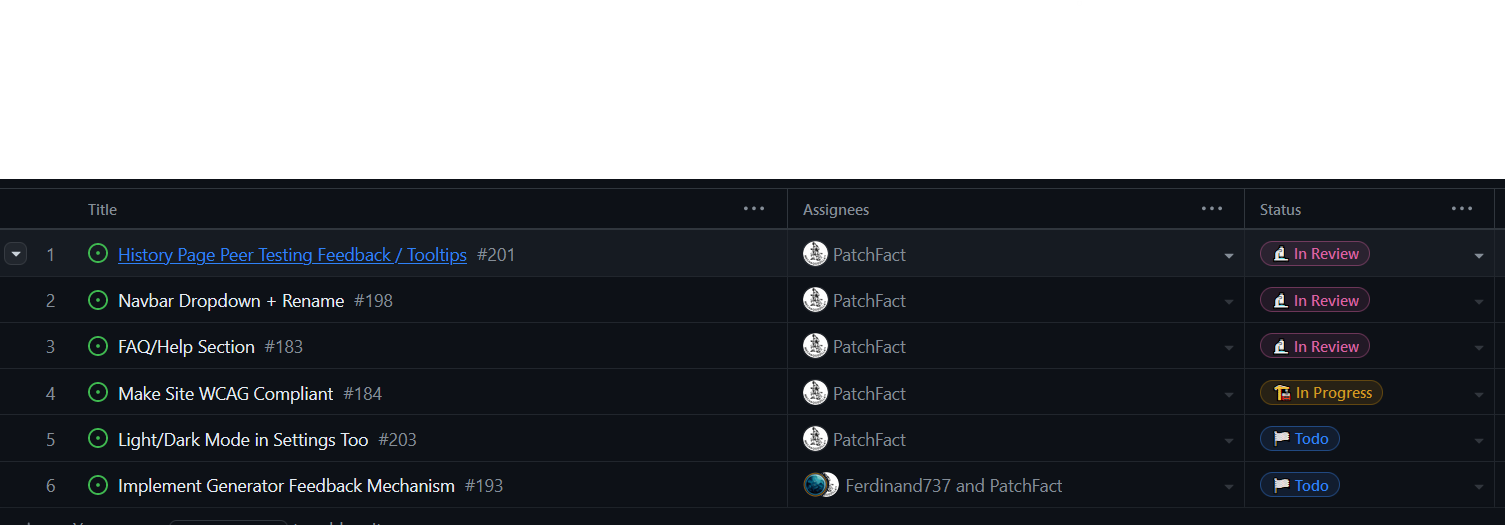 Title Assignees Status
1 History Page Peer Testing Feedback / Tooltips #201 PatchFact In Review
2 Navbar Dropdown + Rename #198 PatchFact In Review
3 FAQ/Help Section #183 PatchFact In Review
4 Make Site WCAG Compliant #184 PatchFact In Progress
5 Light/Dark Mode in Settings Too #203 PatchFact Todo
6 Implement Generator Feedback Mechanism #193 Ferdinand737 and PatchFact Todo